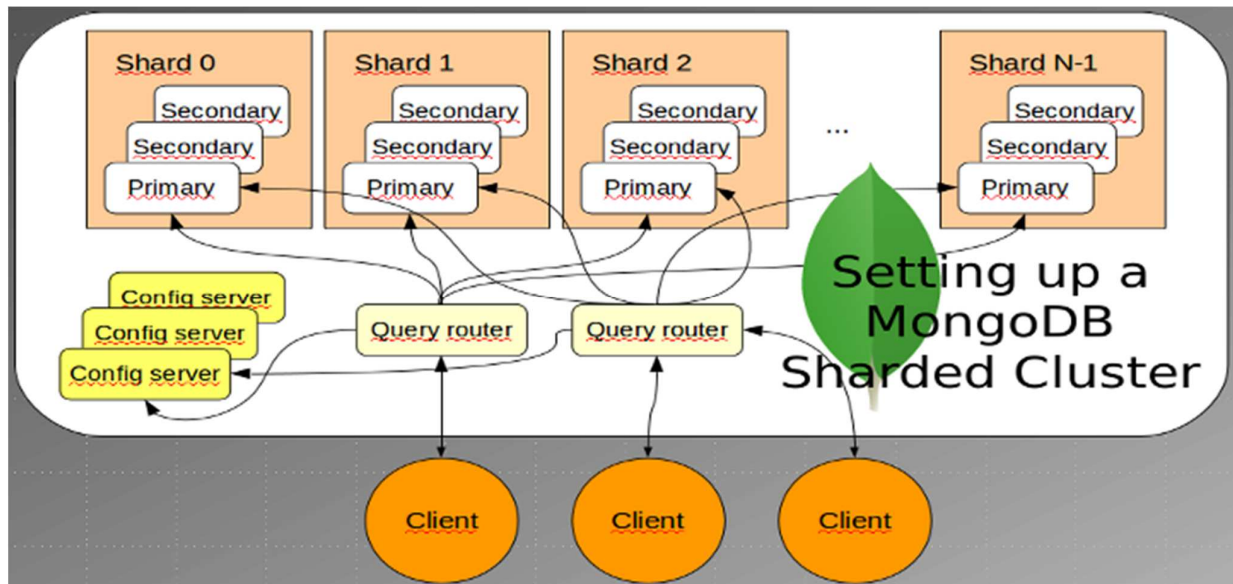 Shard 0
Secondary
Secondary
Primary
Shard 1
Secondary
Secondary
Primary
Shard 2
Secondary
Secondary
Primary
...
Shard N-1
Secondary
Secondary
Primary
Config server
Config server
Config server
Query router
Query router
Setting up a
MongoDB
Sharded Cluster
Client
Client
Client